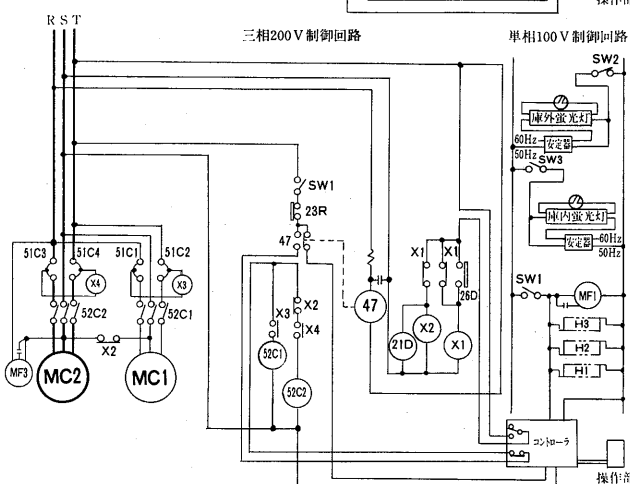 操作部
R S T
三相200V制御回路
単相100V制御回路
SW2
庫外蛍光灯
60Hz
安定器
50Hz
SW3
庫内蛍光灯
安定器
60Hz
50Hz
SW1
23R
47
51C3
51C4
51C1
51C2
X4
X3
52C2
52C1
X2
MF3
MC2
MC1
X3
X2
X4
52C1
52C2
47
X1
X1
26D
21D
X2
X1
SW1
MF1
H3
H2
H1
コントローラ
操作部